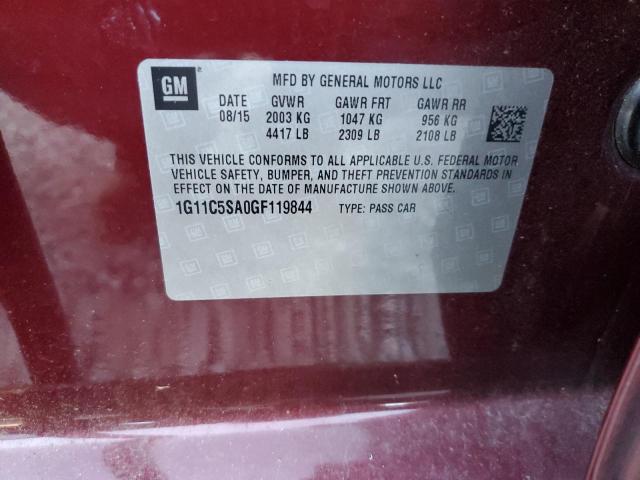 GM
MFD BY GENERAL MOTORS LLC
DATE GVWR GAWR FRT GAWR RR
08/15 2003 KG 1047 KG 956 KG
4417 LB 2309 LB 2108 LB
THIS VEHICLE CONFORMS TO ALL APPLICABLE U.S. FEDERAL MOTOR
VEHICLE SAFETY, BUMPER, AND THEFT PREVENTION STANDARDS IN
EFFECT ON THE DATE OF MANUFACTURE SHOWN ABOVE.
1G11C5SA0GF119844 TYPE: PASS CAR